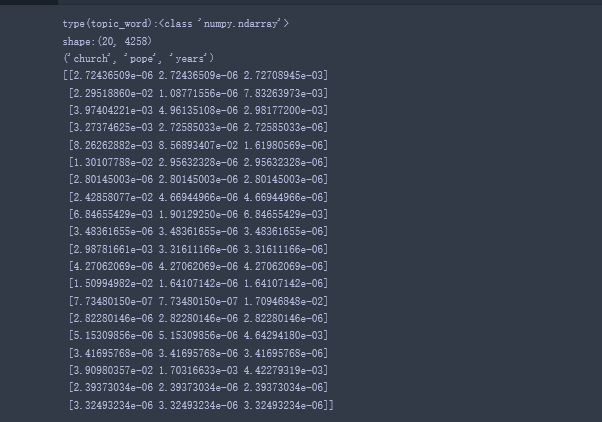 type(topic_word):<class 'numpy.ndarray'>
shape:(20, 4258)
('church', 'pope', 'years')
[[2.72436509e-06 2.72436509e-06 2.72708945e-03]
[2.29518860e-02 1.08771556e-06 7.83263973e-03]
[3.97404221e-03 4.96135108e-06 2.98177200e-03]
[3.27374625e-03 2.72585033e-06 2.72585033e-06]
[8.26262882e-03 8.56893407e-02 1.61980569e-06]
[1.30107788e-02 2.95632328e-06 2.95632328e-06]
[2.80145003e-06 2.80145003e-06 2.80145003e-06]
[2.42858077e-02 4.66944966e-06 4.66944966e-06]
[6.84655429e-03 1.90129250e-06 6.84655429e-03]
[3.48361655e-06 3.48361655e-06 3.48361655e-06]
[2.98781661e-03 3.31611166e-06 3.31611166e-06]
[4.27062069e-06 4.27062069e-06 4.27062069e-06]
[1.50994982e-02 1.64107142e-06 1.64107142e-06]
[7.73480150e-07 7.73480150e-07 1.70946848e-02]
[2.82280146e-06 2.82280146e-06 2.82280146e-06]
[5.15309856e-06 5.15309856e-06 4.64294180e-03]
[3.41695768e-06 3.41695768e-06 3.41695768e-06]
[3.90980357e-02 1.70316633e-03 4.42279319e-03]
[2.39373034e-06 2.39373034e-06 2.39373034e-06]
[3.32493234e-06 3.32493234e-06 3.32493234e-06]]